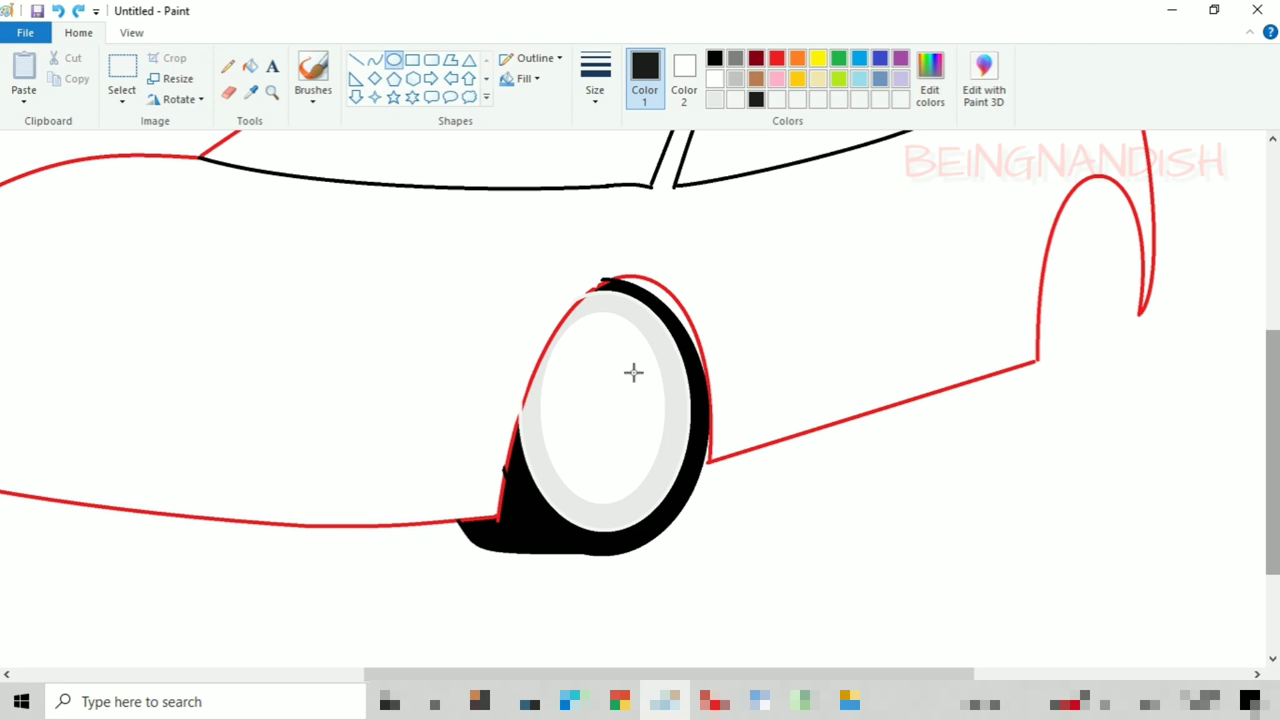 Untitled - Paint
File Home View
Paste
Cut
Copy
Clipboard
Select
Crop
Resize
Rotate
Image
A
Tools
Brushes
Outline
Fill
Shapes
Size
Color 1
Color 2
Edit colors
Colors
Edit with Paint 3D
BEINGNANDISH
Type here to search